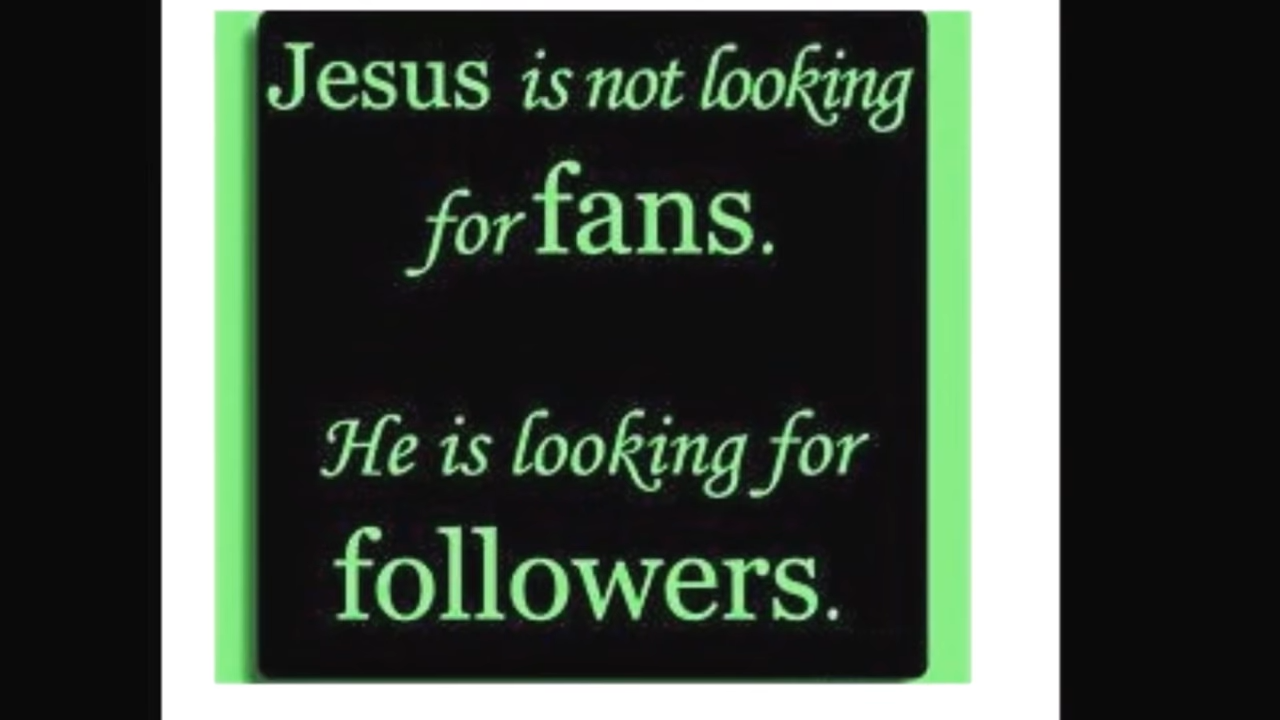 Jesus is not looking
for fans.
He is looking for
followers.